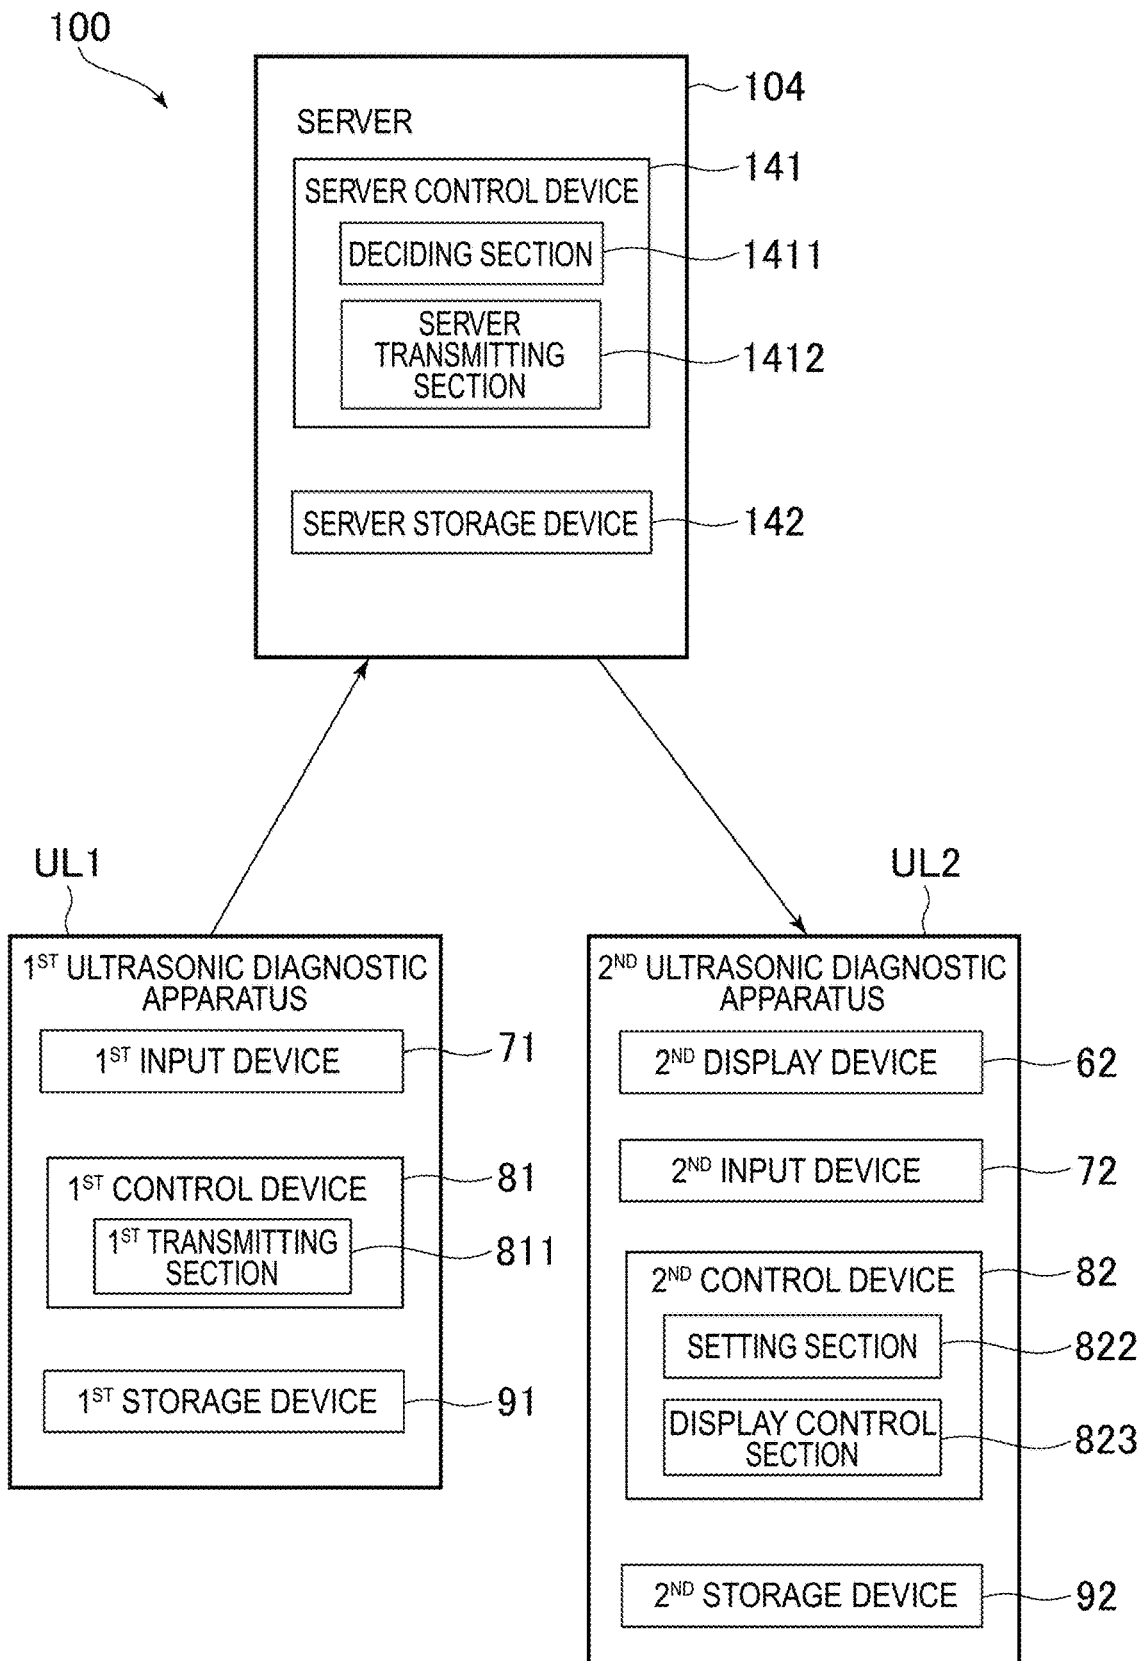 100
104
SERVER
141
SERVER CONTROL DEVICE
DECIDING SECTION
1411
SERVER
TRANSMITTING
SECTION
1412
SERVER STORAGE DEVICE
142
UL1
1ST ULTRASONIC DIAGNOSTIC
APPARATUS
1ST INPUT DEVICE
71
1ST CONTROL DEVICE
81
1ST TRANSMITTING
SECTION
811
1ST STORAGE DEVICE
91
UL2
2ND ULTRASONIC DIAGNOSTIC
APPARATUS
2ND DISPLAY DEVICE
62
2ND INPUT DEVICE
72
2ND CONTROL DEVICE
82
SETTING SECTION
822
DISPLAY CONTROL
SECTION
823
2ND STORAGE DEVICE
92